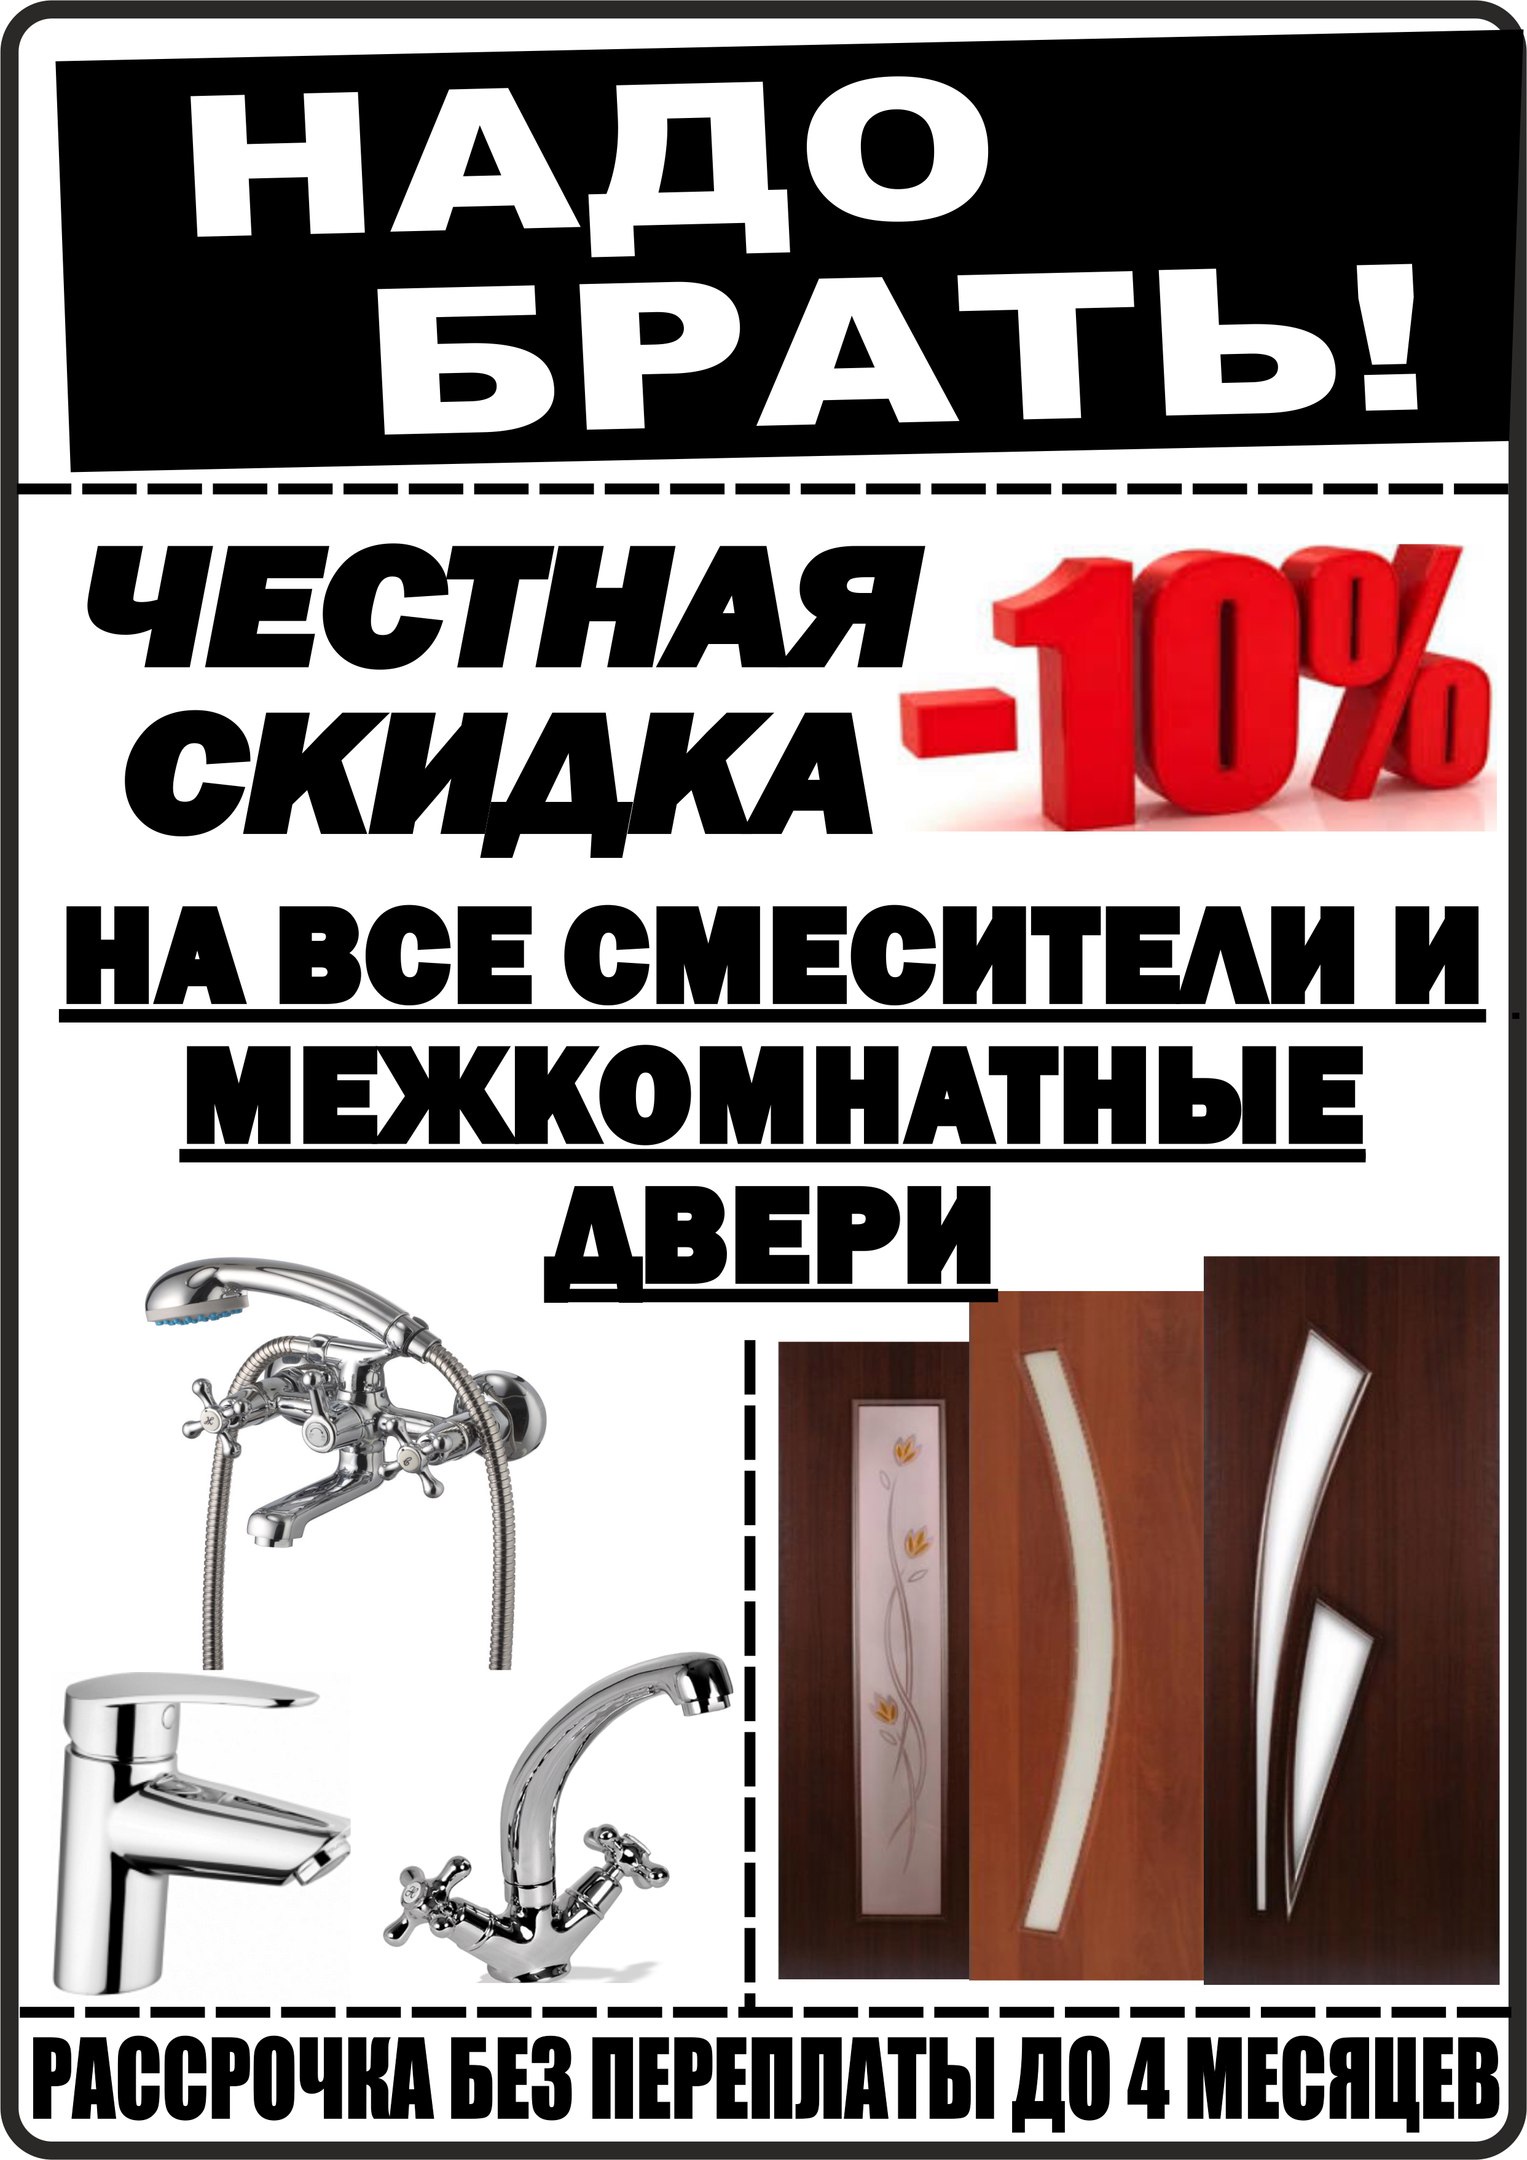 НАДО
БРАТЬ!
ЧЕСТНАЯ
СКИДКА
-10%
НА ВСЕ СМЕСИТЕЛИ И
МЕЖКОМНАТНЫЕ
ДВЕРИ
РАССРОЧКА БЕЗ ПЕРЕПЛАТЫ ДО 4 МЕСЯЦЕВ